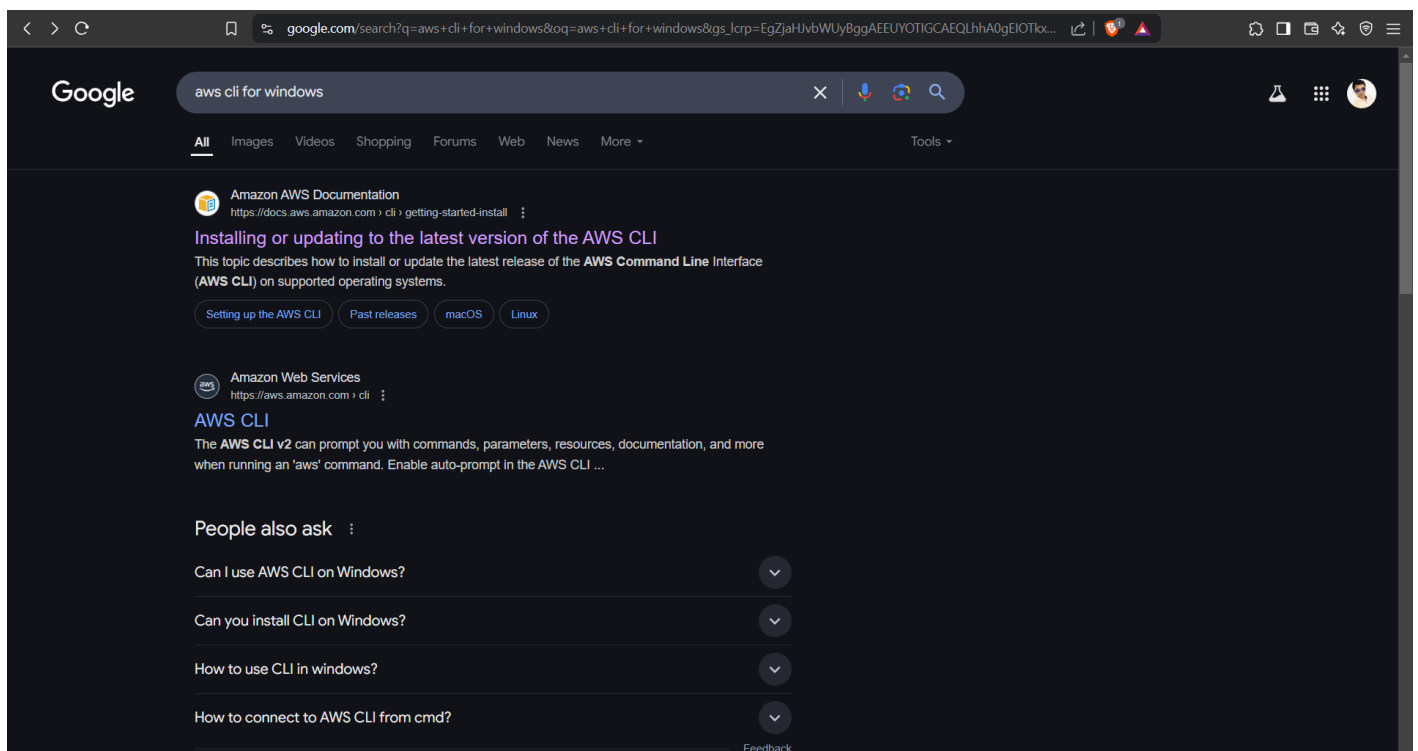 google.com/search?q=aws+cli+for+windows&oq=aws+cli+for+windows&gs_lcrp=EgZjaHJvbWUyBggAEEUYOTIGCAEQLhhA0gEIOTkx...
1
Google
aws cli for windows
All Images Videos Shopping Forums Web News More Tools
Amazon AWS Documentation
https://docs.aws.amazon.com › cli › getting-started-install
Installing or updating to the latest version of the AWS CLI
This topic describes how to install or update the latest release of the AWS Command Line Interface
(AWS CLI) on supported operating systems.
Setting up the AWS CLI Past releases macOS Linux
aws
Amazon Web Services
https://aws.amazon.com › cli
AWS CLI
The AWS CLI v2 can prompt you with commands, parameters, resources, documentation, and more
when running an 'aws' command. Enable auto-prompt in the AWS CLI ...
People also ask
Can I use AWS CLI on Windows?
Can you install CLI on Windows?
How to use CLI in windows?
How to connect to AWS CLI from cmd?
Feedback